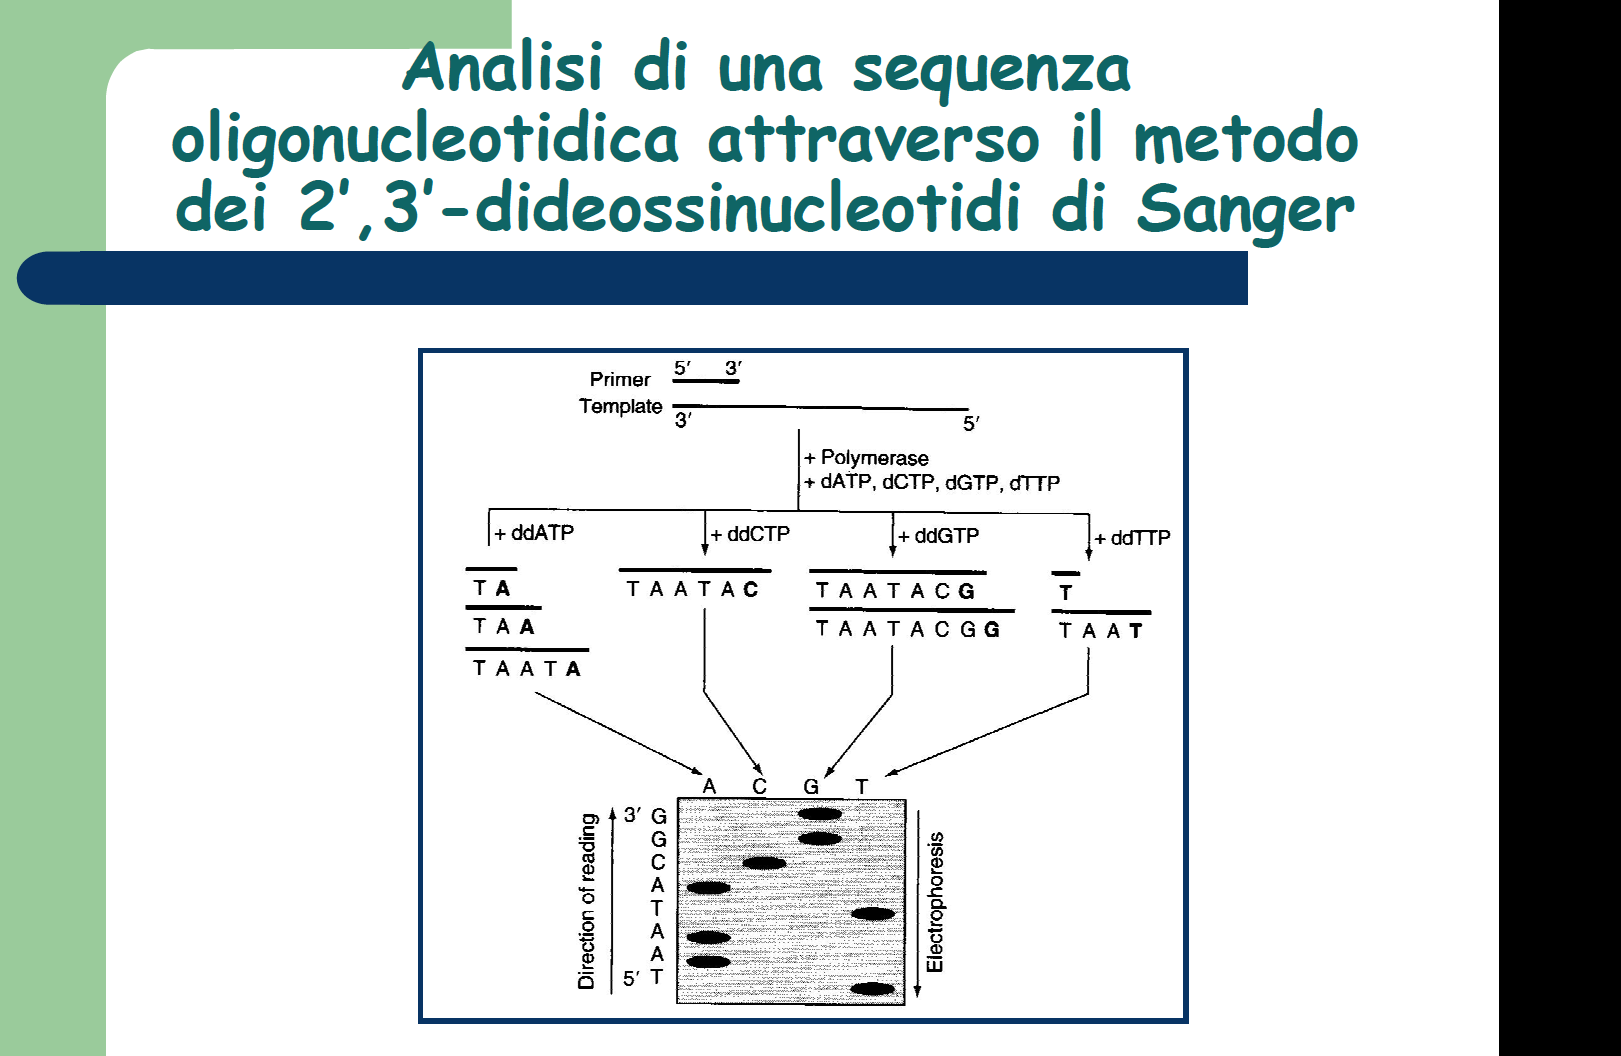 Analisi di una sequenza
oligonucleotidica attraverso il metodo
dei 2',3'-dideossinucleotidi di Sanger
5' 3'
Primer
Template
3' 5'
+ Polymerase
+ dATP, dCTP, dGTP, dTTP
+ ddATP + ddCTP + ddGTP + ddTTP
T A
T A A
T A A T A
T A A T A C
T A A T A C G
T A A T A C G G
T
T A A T
A C G T
Direction of reading
3' G
G
C
A
T
A
A
5' T
Electrophoresis